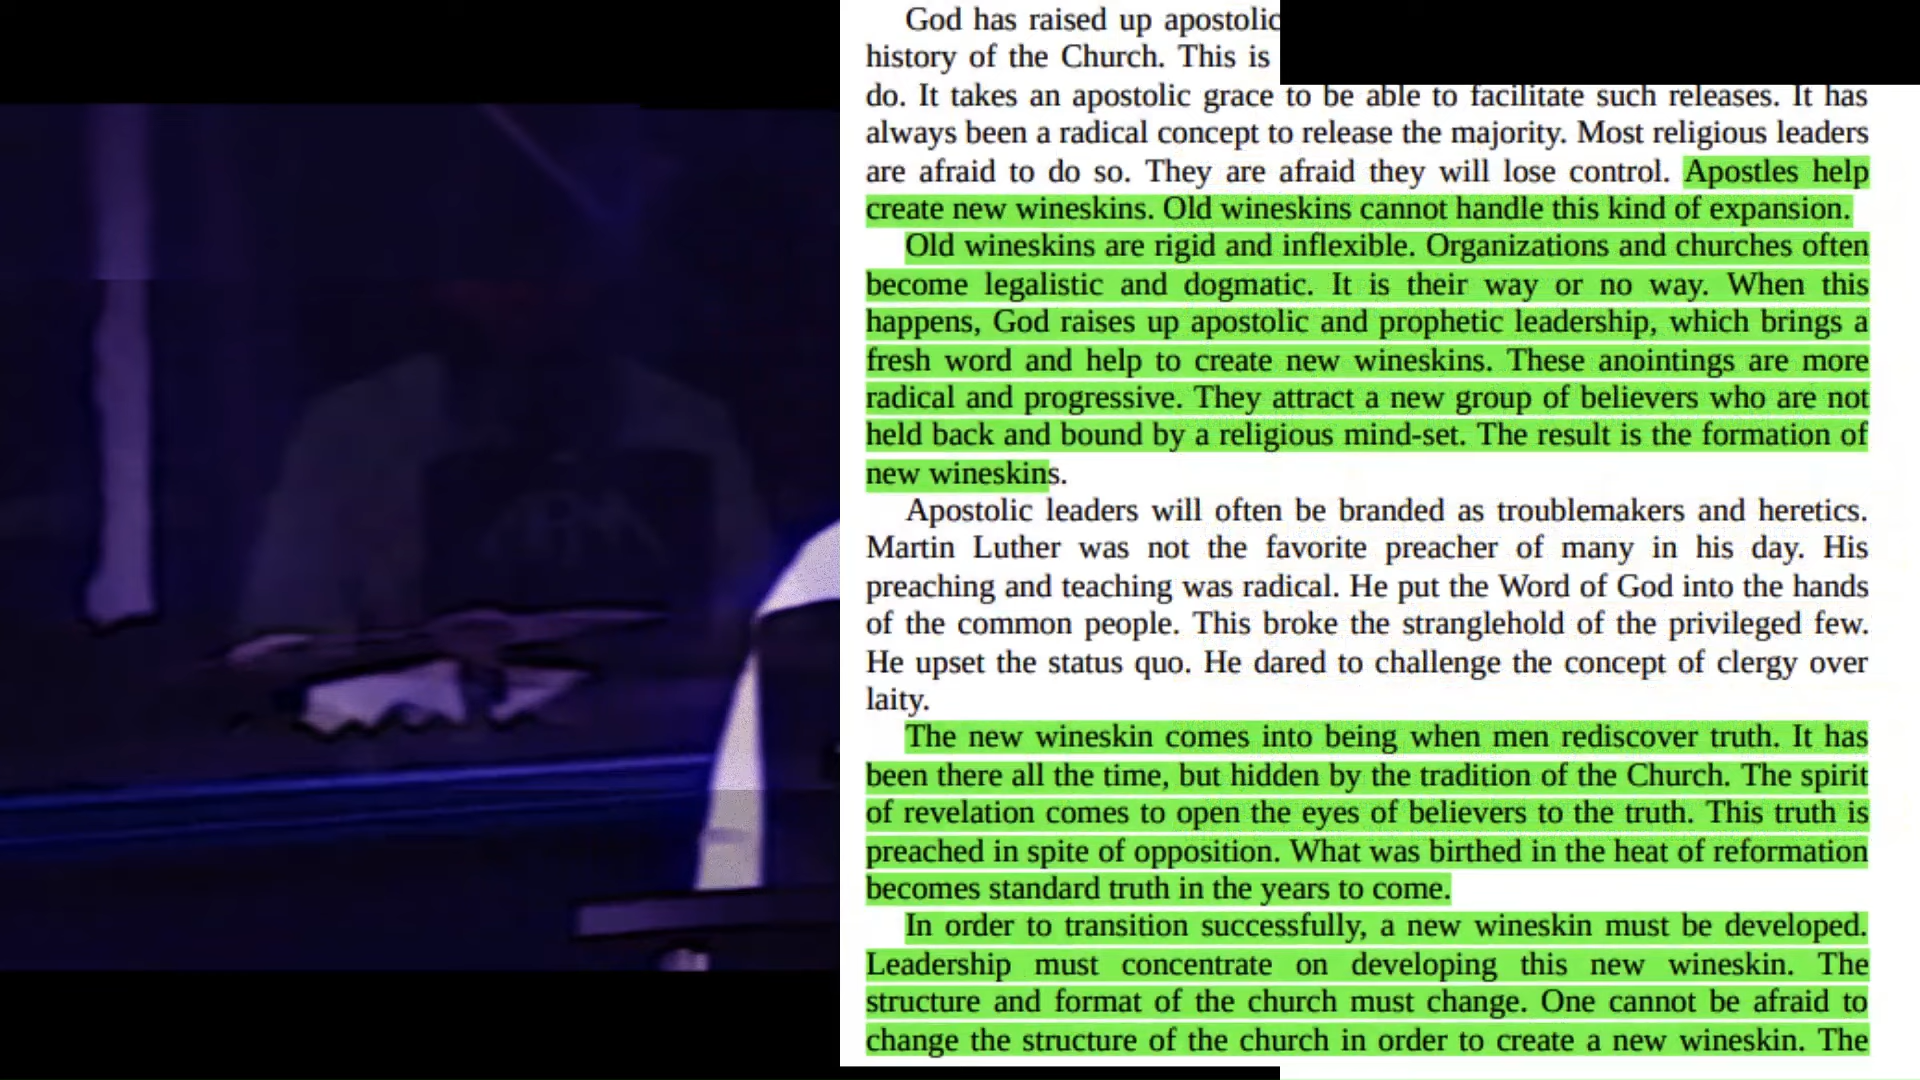 God has raised up apostolic
history of the Church. This is
do. It takes an apostolic grace to be able to facilitate such releases. It has
always been a radical concept to release the majority. Most religious leaders
are afraid to do so. They are afraid they will lose control. Apostles help
create new wineskins. Old wineskins cannot handle this kind of expansion.
Old wineskins are rigid and inflexible. Organizations and churches often
become legalistic and dogmatic. It is their way or no way. When this
happens, God raises up apostolic and prophetic leadership, which brings a
fresh word and help to create new wineskins. These anointings are more
radical and progressive. They attract a new group of believers who are not
held back and bound by a religious mind-set. The result is the formation of
new wineskins.
Apostolic leaders will often be branded as troublemakers and heretics.
Martin Luther was not the favorite preacher of many in his day. His
preaching and teaching was radical. He put the Word of God into the hands
of the common people. This broke the stranglehold of the privileged few.
He upset the status quo. He dared to challenge the concept of clergy over
laity.
The new wineskin comes into being when men rediscover truth. It has
been there all the time, but hidden by the tradition of the Church. The spirit
of revelation comes to open the eyes of believers to the truth. This truth is
preached in spite of opposition. What was birthed in the heat of reformation
becomes standard truth in the years to come.
In order to transition successfully, a new wineskin must be developed.
Leadership must concentrate on developing this new wineskin. The
structure and format of the church must change. One cannot be afraid to
change the structure of the church in order to create a new wineskin. The